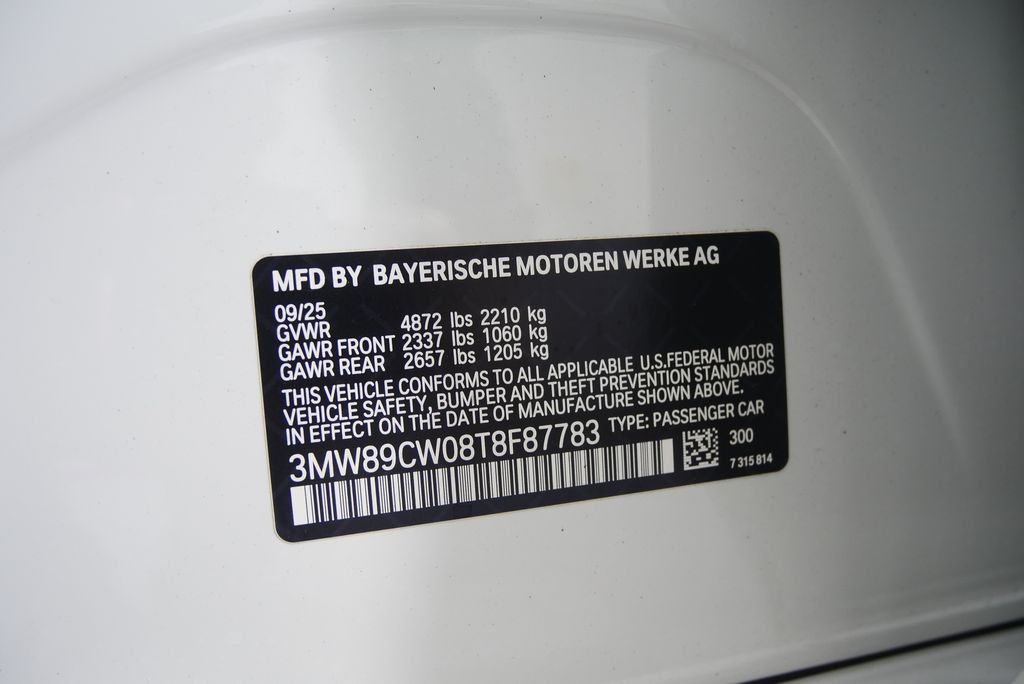 MFD BY BAYERISCHE MOTOREN WERKE AG
09/25
GVWR 4872 lbs 2210 kg
GAWR FRONT 2337 lbs 1060 kg
GAWR REAR 2657 lbs 1205 kg
THIS VEHICLE CONFORMS TO ALL APPLICABLE U.S.FEDERAL MOTOR
VEHICLE SAFETY, BUMPER AND THEFT PREVENTION STANDARDS
IN EFFECT ON THE DATE OF MANUFACTURE SHOWN ABOVE.
3MW89CW08T8F87783 TYPE: PASSENGER CAR
300
7 315 814